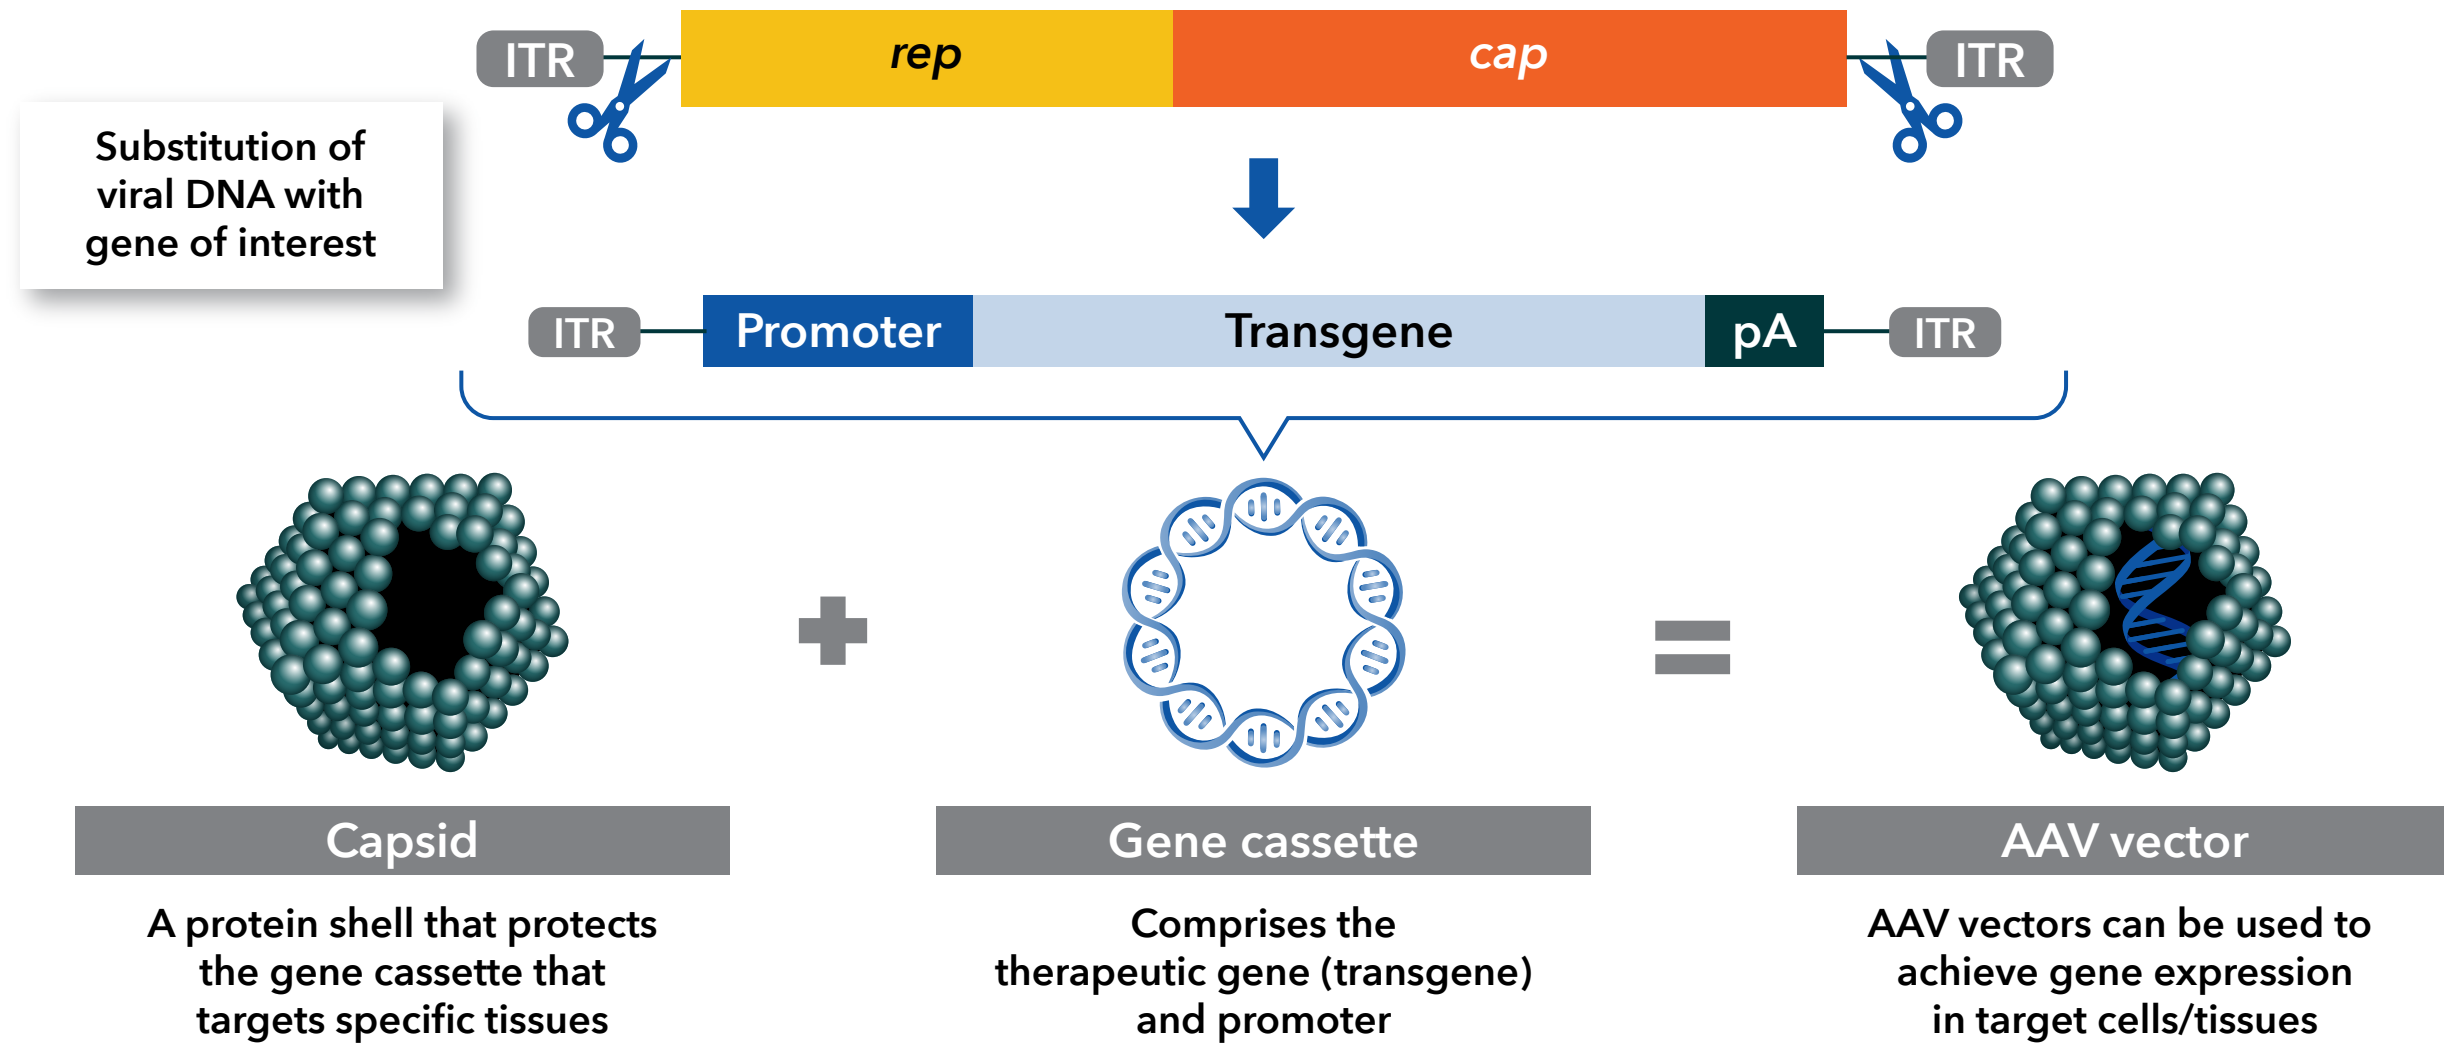 ITR
rep
cap
ITR
Substitution of
viral DNA with
gene of interest
ITR
Promoter
Transgene
pA
ITR
Capsid
A protein shell that protects
the gene cassette that
targets specific tissues
Gene cassette
Comprises the
therapeutic gene (transgene)
and promoter
AAV vector
AAV vectors can be used to
achieve gene expression
in target cells/tissues